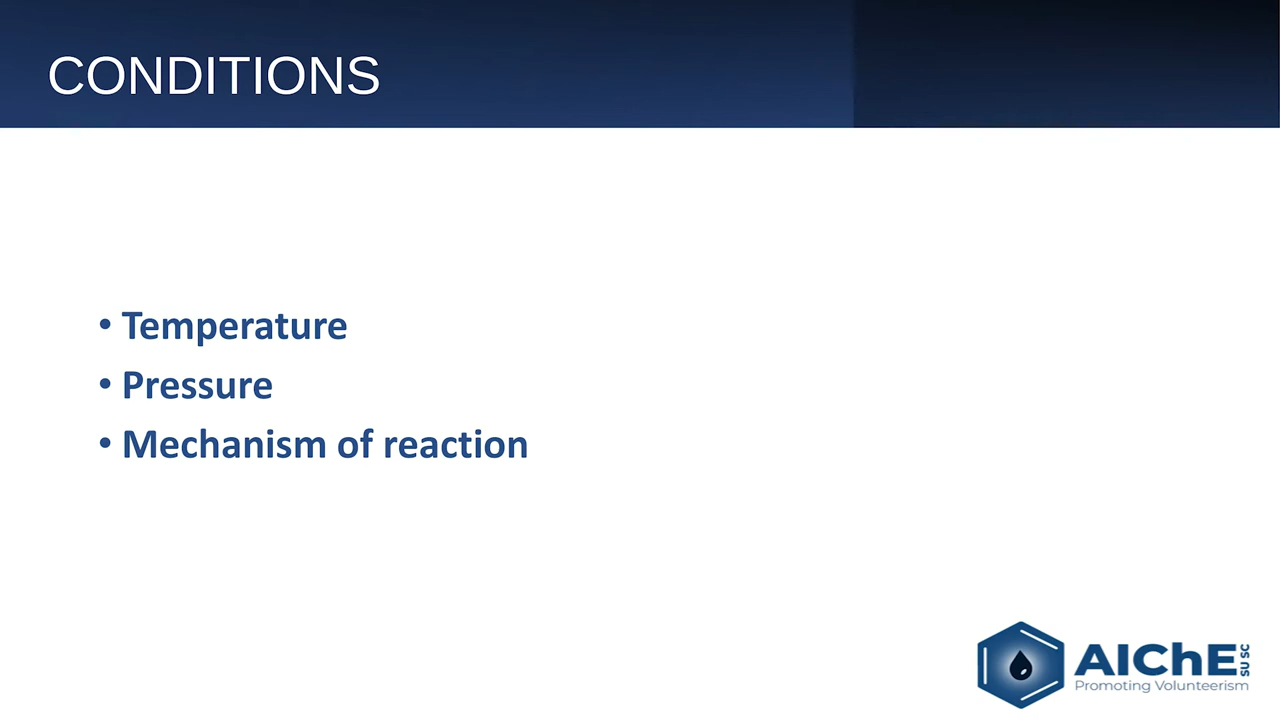 CONDITIONS
• Temperature
• Pressure
• Mechanism of reaction
AIChE SU SC
Promoting Volunteerism